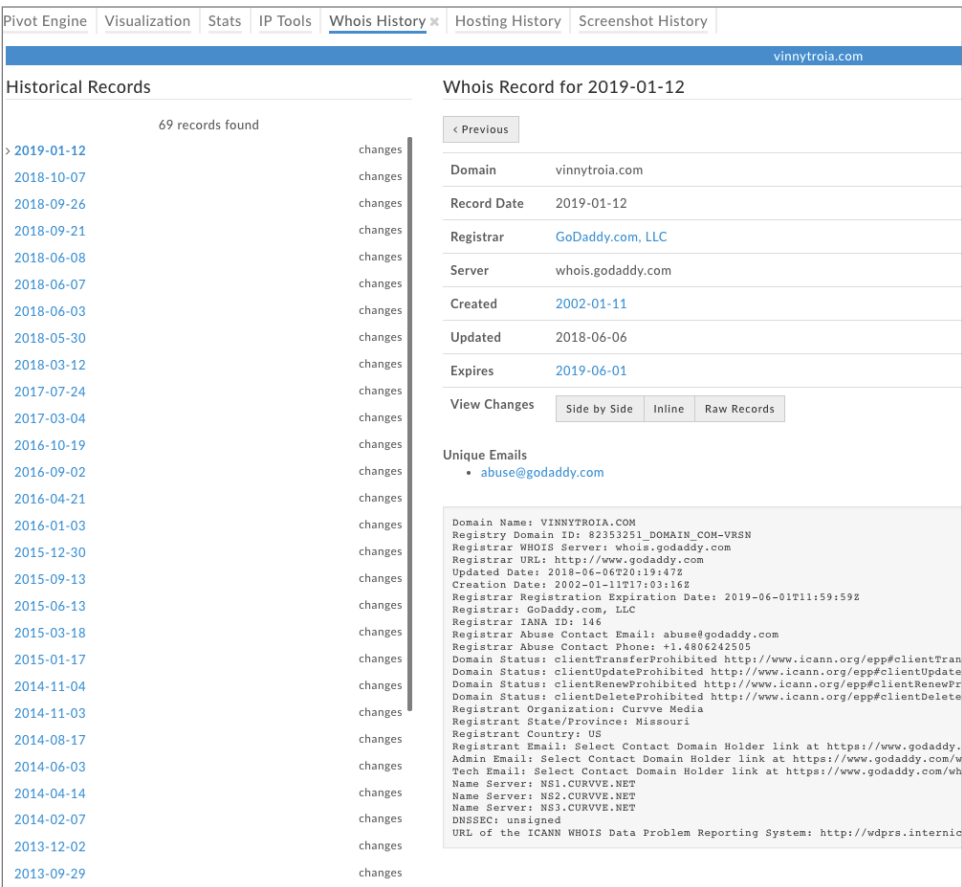 Pivot Engine Visualization Stats IP Tools Whois History × Hosting History Screenshot History
vinnytroia.com
Historical Records
69 records found
> 2019-01-12 changes
2018-10-07 changes
2018-09-26 changes
2018-09-21 changes
2018-06-08 changes
2018-06-07 changes
2018-06-03 changes
2018-05-30 changes
2018-03-12 changes
2017-07-24 changes
2017-03-04 changes
2016-10-19 changes
2016-09-02 changes
2016-04-21 changes
2016-01-03 changes
2015-12-30 changes
2015-09-13 changes
2015-06-13 changes
2015-03-18 changes
2015-01-17 changes
2014-11-04 changes
2014-11-03 changes
2014-08-17 changes
2014-06-03 changes
2014-04-14 changes
2014-02-07 changes
2013-12-02 changes
2013-09-29 changes
Whois Record for 2019-01-12
‹ Previous
Domain vinnytroia.com
Record Date 2019-01-12
Registrar GoDaddy.com, LLC
Server whois.godaddy.com
Created 2002-01-11
Updated 2018-06-06
Expires 2019-06-01
View Changes Side by Side Inline Raw Records
Unique Emails
• abuse@godaddy.com
Domain Name: VINNYTROIA.COM
Registry Domain ID: 82353251_DOMAIN_COM-VRSN
Registrar WHOIS Server: whois.godaddy.com
Registrar URL: http://www.godaddy.com
Updated Date: 2018-06-06T20:19:47Z
Creation Date: 2002-01-11T17:03:16Z
Registrar Registration Expiration Date: 2019-06-01T11:59:59Z
Registrar: GoDaddy.com, LLC
Registrar IANA ID: 146
Registrar Abuse Contact Email: abuse@godaddy.com
Registrar Abuse Contact Phone: +1.4806242505
Domain Status: clientTransferProhibited http://www.icann.org/epp#clientTran
Domain Status: clientUpdateProhibited http://www.icann.org/epp#clientUpdate
Domain Status: clientRenewProhibited http://www.icann.org/epp#clientRenewPr
Domain Status: clientDeleteProhibited http://www.icann.org/epp#clientDelete
Registrant Organization: Curvve Media
Registrant State/Province: Missouri
Registrant Country: US
Registrant Email: Select Contact Domain Holder link at https://www.godaddy.
Admin Email: Select Contact Domain Holder link at https://www.godaddy.com/w
Tech Email: Select Contact Domain Holder link at https://www.godaddy.com/wh
Name Server: NS1.CURVVE.NET
Name Server: NS2.CURVVE.NET
Name Server: NS3.CURVVE.NET
DNSSEC: unsigned
URL of the ICANN WHOIS Data Problem Reporting System: http://wdprs.internic